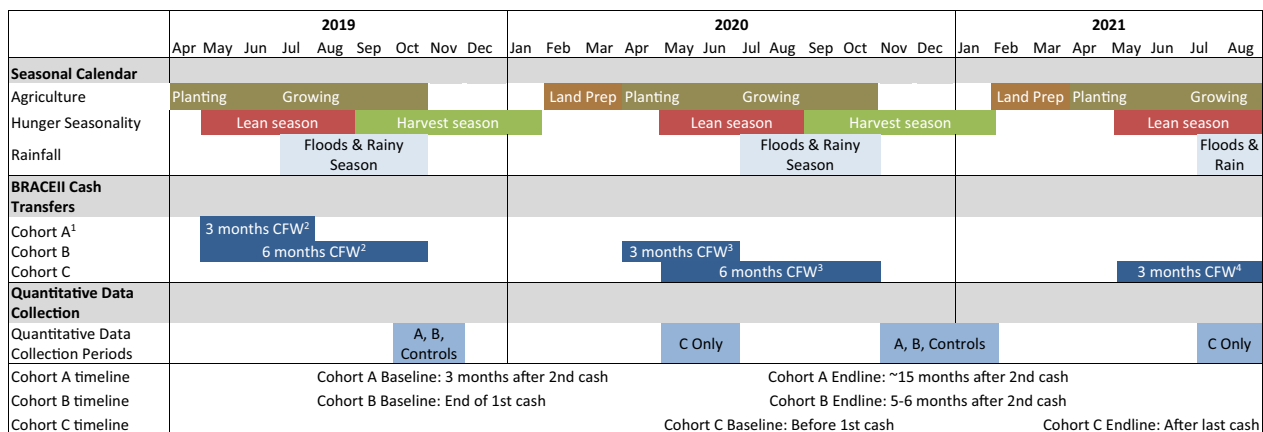 2019 2020 2021
Apr May Jun Jul Aug Sep Oct Nov Dec Jan Feb Mar Apr May Jun Jul Aug Sep Oct Nov Dec Jan Feb Mar Apr May Jun Jul Aug
Seasonal Calendar
Agriculture Planting Growing Land Prep Planting Growing Land Prep Planting Growing
Hunger Seasonality Lean season Harvest season Lean season Harvest season Lean season
Rainfall Floods & Rainy Season Floods & Rainy Season Floods & Rain
BRACEII Cash
Transfers
Cohort A¹ 3 months CFW²
Cohort B 6 months CFW² 3 months CFW³
Cohort C 6 months CFW³ 3 months CFW⁴
Quantitative Data
Collection
Quantitative Data
Collection Periods A, B, Controls C Only A, B, Controls C Only
Cohort A timeline Cohort A Baseline: 3 months after 2nd cash Cohort A Endline: ~15 months after 2nd cash
Cohort B timeline Cohort B Baseline: End of 1st cash Cohort B Endline: 5-6 months after 2nd cash
Cohort C timeline Cohort C Baseline: Before 1st cash Cohort C Endline: After last cash